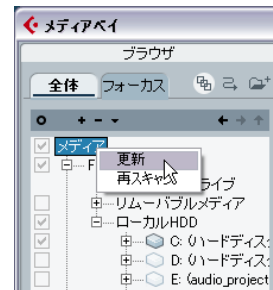 メディアベイ
ブラウザ
全体 フォーカス
メディア
更新
再スキャン
ライブ
リムーバブルメディア
ローカルHDD
C: (ハードディス
D: (ハードディス
E: (audio_project